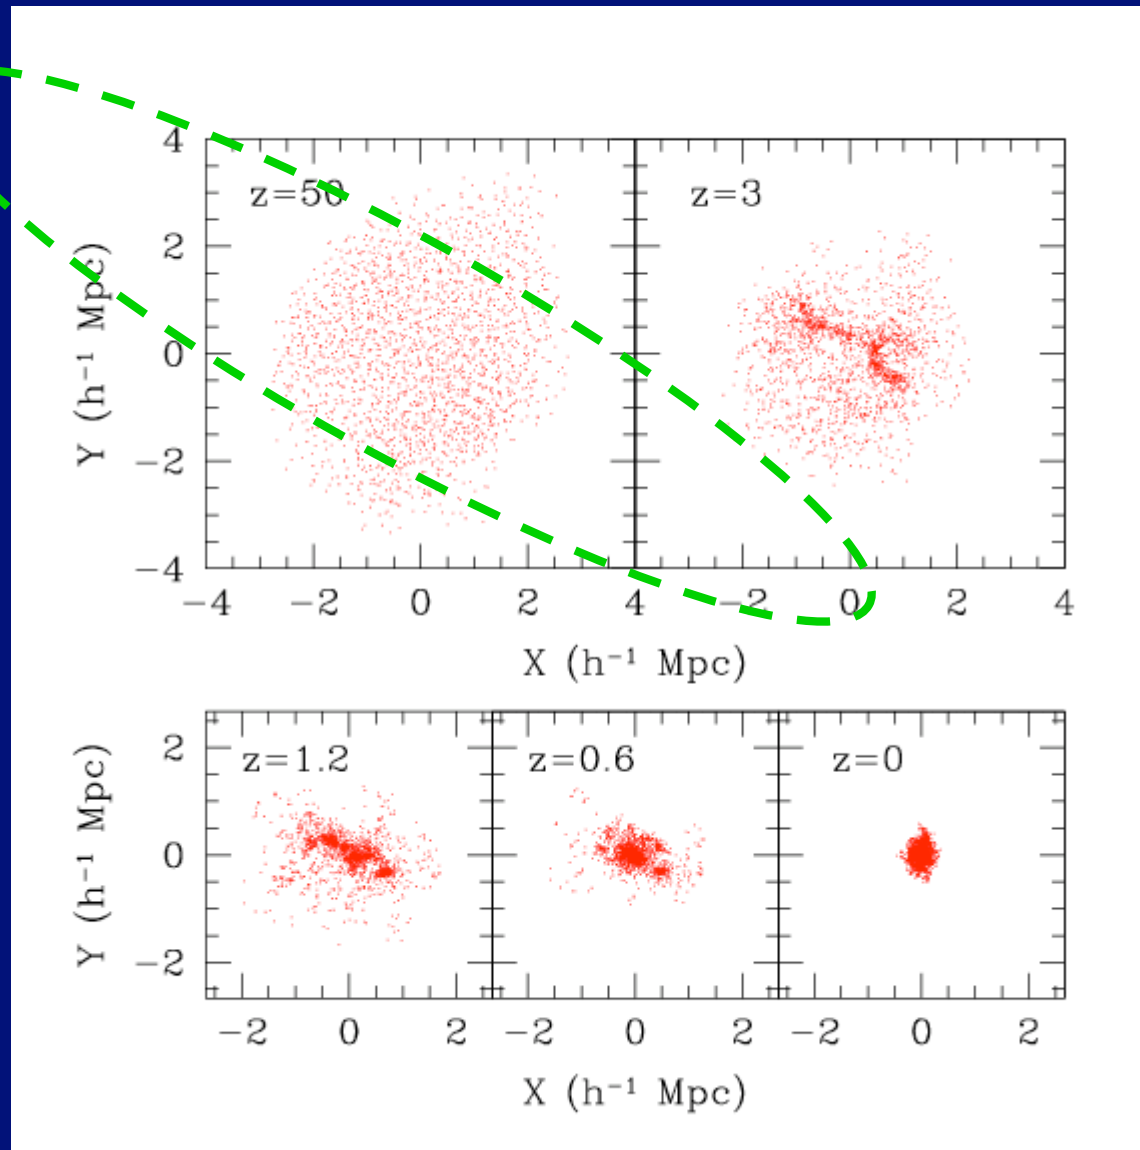 4
z=50
z=3
2
Y (h⁻¹ Mpc)
0
−2
−4
−4 −2 0 2 4 −2 0 2 4
X (h⁻¹ Mpc)
z=1.2 z=0.6 z=0
2
Y (h⁻¹ Mpc)
0
−2
−2 0 2 −2 0 2 −2 0 2
X (h⁻¹ Mpc)